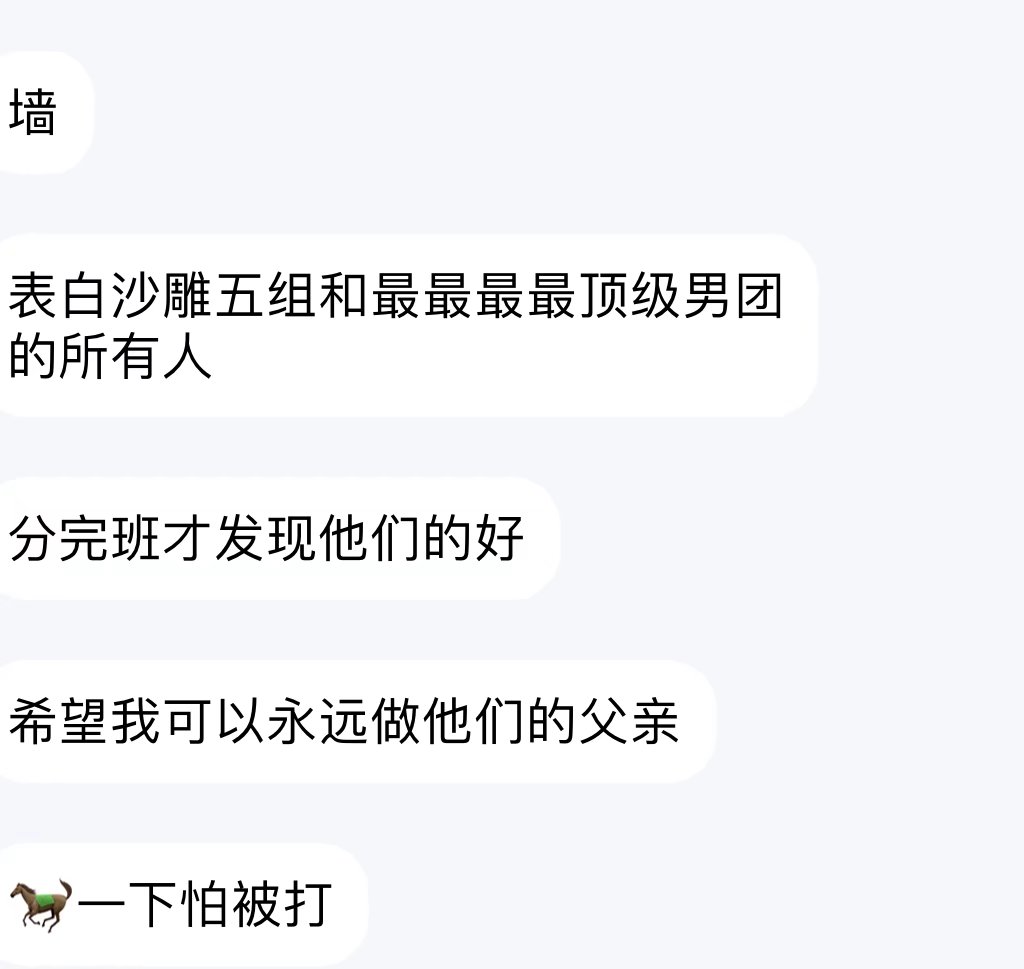 墙
表白沙雕五组和最最最最顶级男团
的所有人
分完班才发现他们的好
希望我可以永远做他们的父亲
🐎一下怕被打